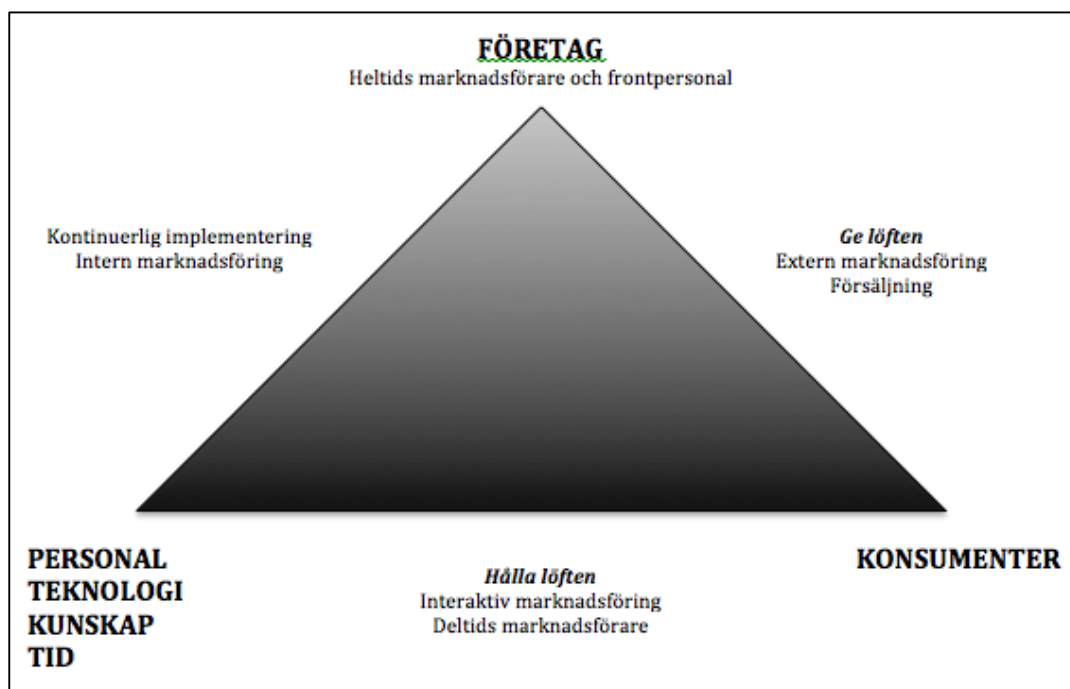 FÖRETAG
Heltids marknadsförare och frontpersonal
Kontinuerlig implementering
Intern marknadsföring
Ge löften
Extern marknadsföring
Försäljning
PERSONAL
TEKNOLOGI
KUNSKAP
TID
Hålla löften
Interaktiv marknadsföring
Deltids marknadsförare
KONSUMENTER